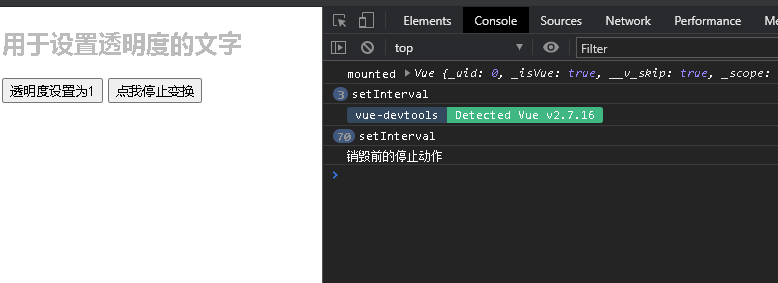 用于设置透明度的文字
透明度设置为1 点我停止变换
Elements Console Sources Network Performance Me
top Filter
mounted Vue {_uid: 0, _isVue: true, __v_skip: true, _scope:
3 setInterval
vue-devtools Detected Vue v2.7.16
70 setInterval
销毁前的停止动作